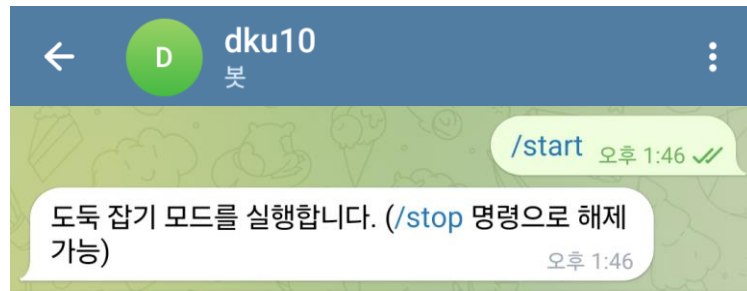 D
dku10
봇
/start 오후 1:46
도둑 잡기 모드를 실행합니다. (/stop 명령으로 해제
가능)
오후 1:46